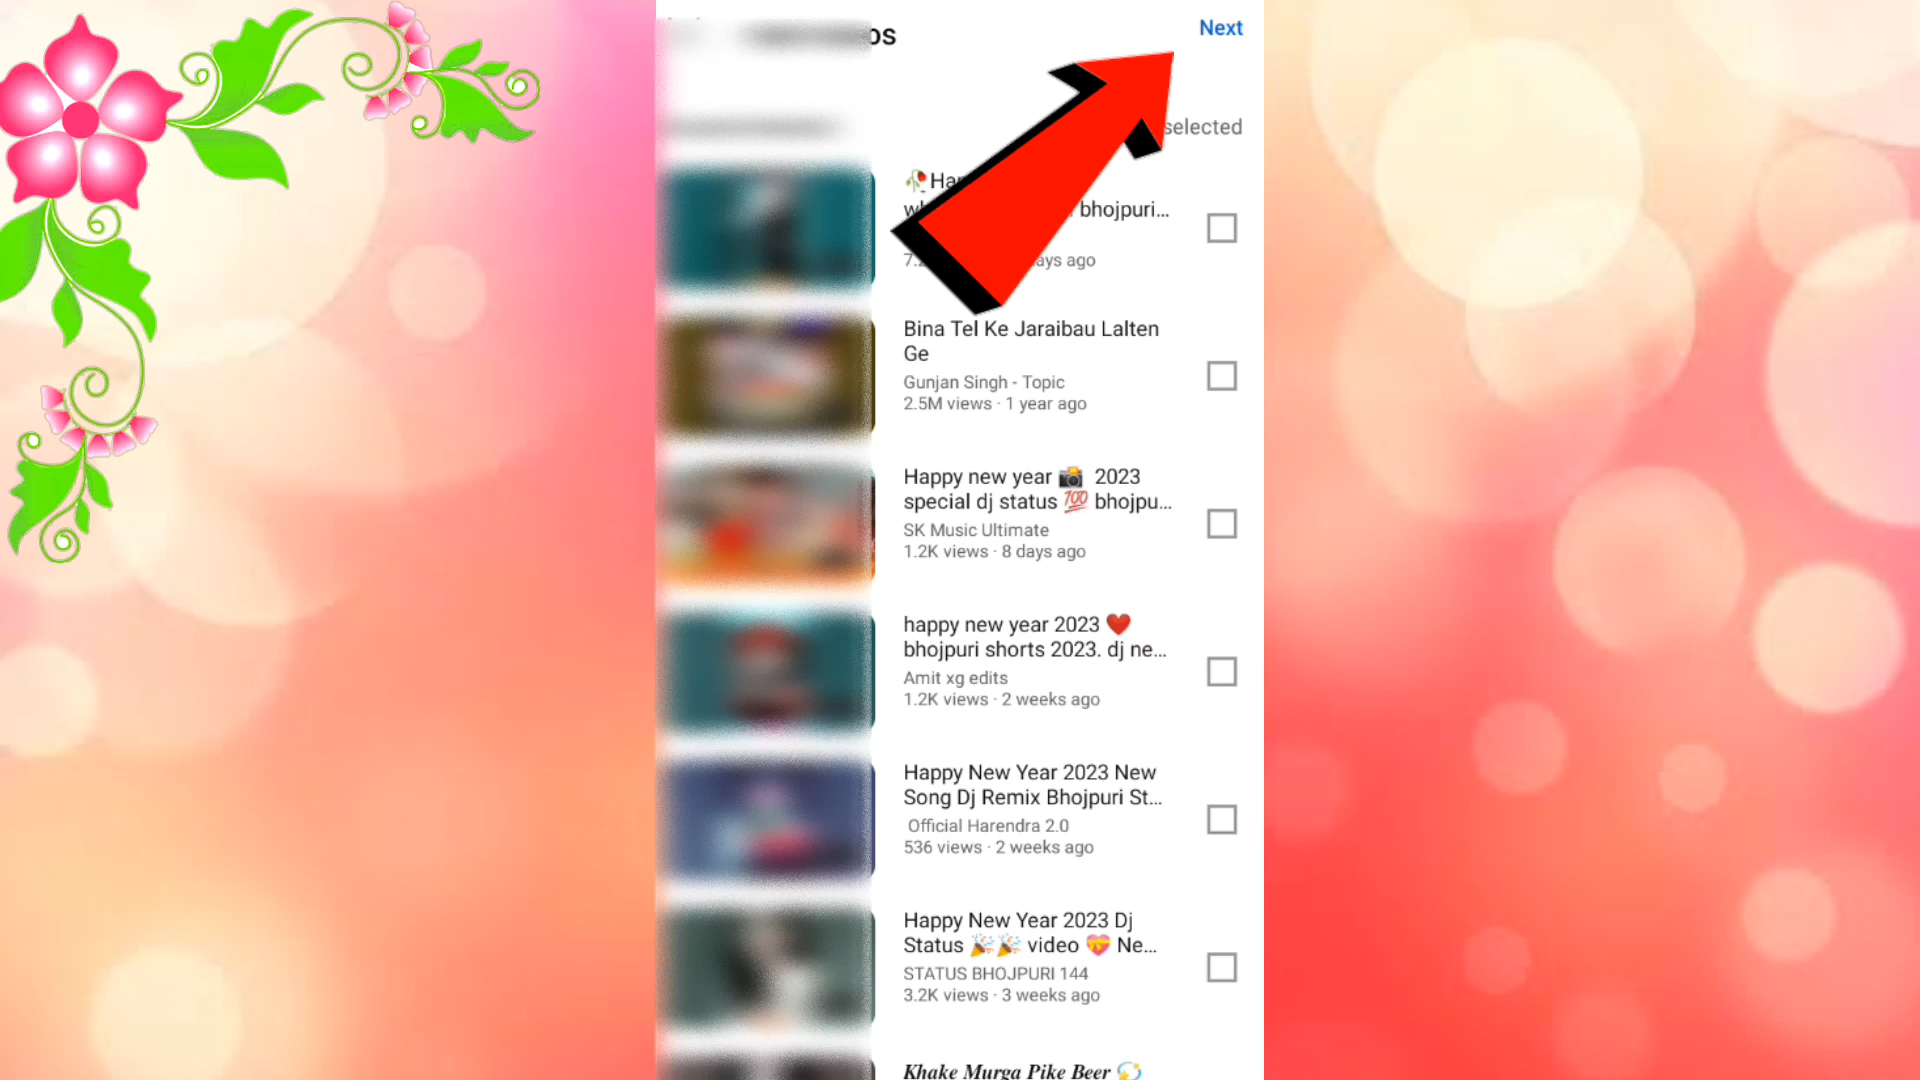 os
Next
selected
🥀Hap
bhojpuri...
ays ago
Bina Tel Ke Jaraibau Lalten
Ge
Gunjan Singh - Topic
2.5M views · 1 year ago
Happy new year 📸 2023
special dj status 💯 bhojpu...
SK Music Ultimate
1.2K views · 8 days ago
happy new year 2023 ❤️
bhojpuri shorts 2023. dj ne...
Amit xg edits
1.2K views · 2 weeks ago
Happy New Year 2023 New
Song Dj Remix Bhojpuri St...
Official Harendra 2.0
536 views · 2 weeks ago
Happy New Year 2023 Dj
Status 🎉🎉 video 💝 Ne...
STATUS BHOJPURI 144
3.2K views · 3 weeks ago
Khake Murga Pike Beer 💫